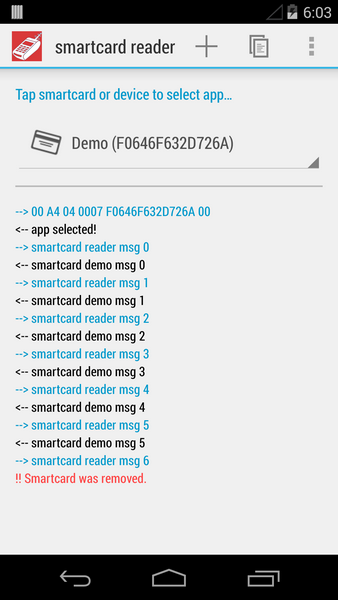 6:03
smartcard reader
Tap smartcard or device to select app...
Demo (F0646F632D726A)
--> 00 A4 04 0007 F0646F632D726A 00
<-- app selected!
--> smartcard reader msg 0
<-- smartcard demo msg 0
--> smartcard reader msg 1
<-- smartcard demo msg 1
--> smartcard reader msg 2
<-- smartcard demo msg 2
--> smartcard reader msg 3
<-- smartcard demo msg 3
--> smartcard reader msg 4
<-- smartcard demo msg 4
--> smartcard reader msg 5
<-- smartcard demo msg 5
--> smartcard reader msg 6
!! Smartcard was removed.